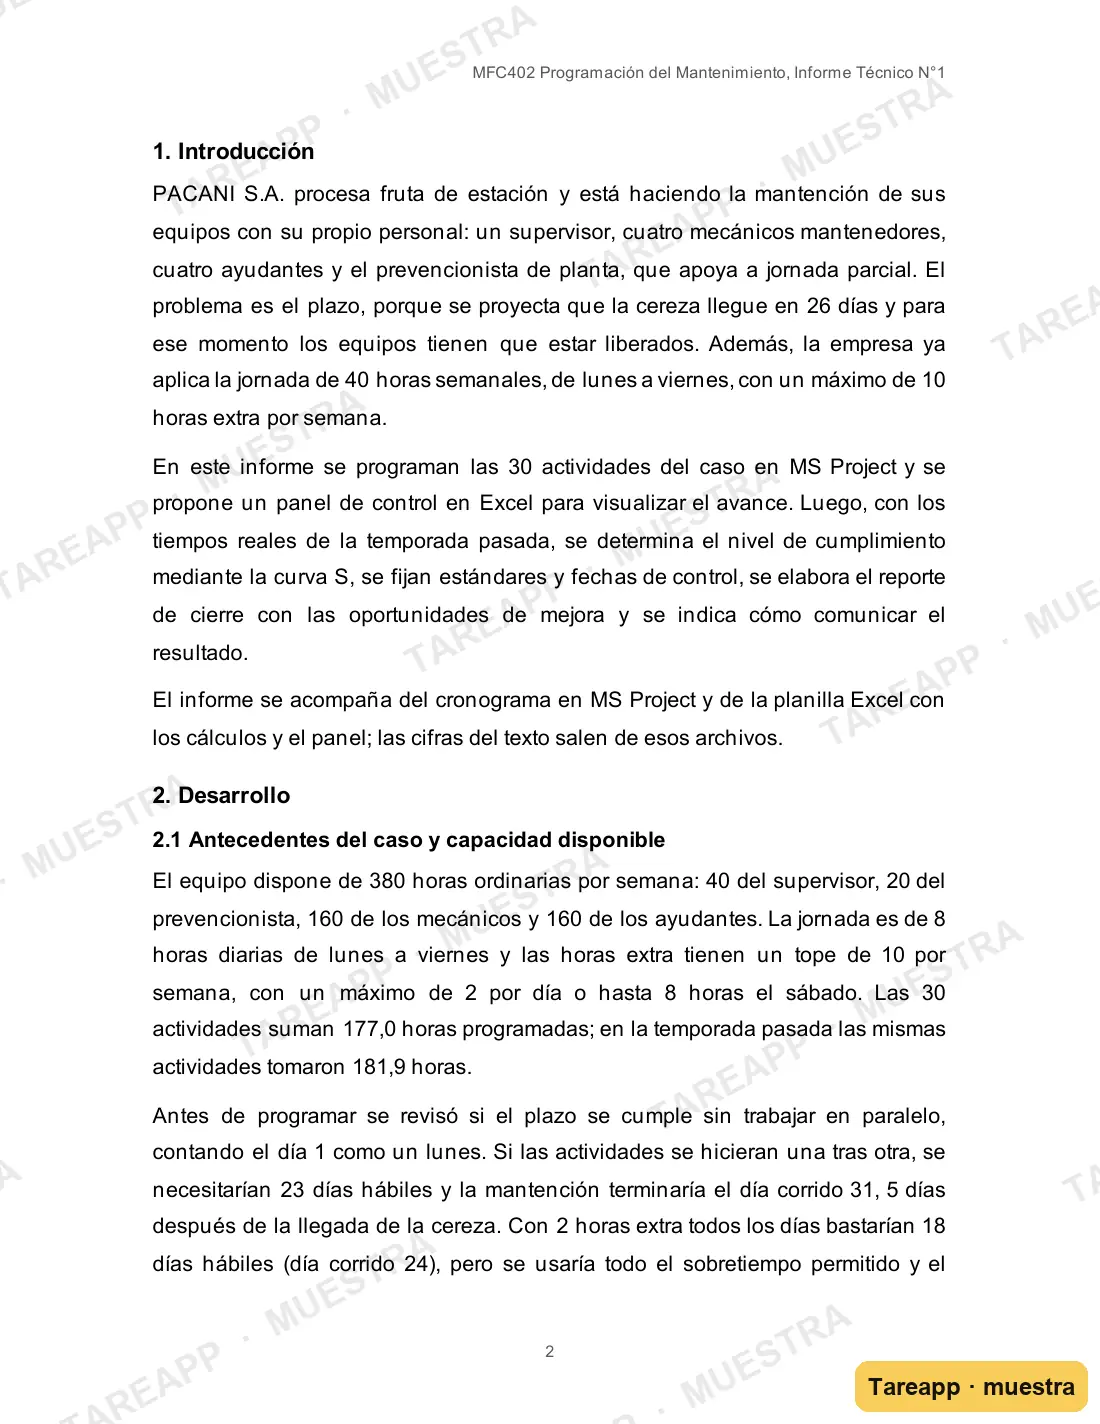 MFC402 Programación del Mantenimiento, Informe Técnico N°1
1. Introducción
PACANI S.A. procesa fruta de estación y está haciendo la mantención de sus
equipos con su propio personal: un supervisor, cuatro mecánicos mantenedores,
cuatro ayudantes y el prevencionista de planta, que apoya a jornada parcial. El
problema es el plazo, porque se proyecta que la cereza llegue en 26 días y para
ese momento los equipos tienen que estar liberados. Además, la empresa ya
aplica la jornada de 40 horas semanales, de lunes a viernes, con un máximo de 10
horas extra por semana.
En este informe se programan las 30 actividades del caso en MS Project y se
propone un panel de control en Excel para visualizar el avance. Luego, con los
tiempos reales de la temporada pasada, se determina el nivel de cumplimiento
mediante la curva S, se fijan estándares y fechas de control, se elabora el reporte
de cierre con las oportunidades de mejora y se indica cómo comunicar el
resultado.
El informe se acompaña del cronograma en MS Project y de la planilla Excel con
los cálculos y el panel; las cifras del texto salen de esos archivos.
2. Desarrollo
2.1 Antecedentes del caso y capacidad disponible
El equipo dispone de 380 horas ordinarias por semana: 40 del supervisor, 20 del
prevencionista, 160 de los mecánicos y 160 de los ayudantes. La jornada es de 8
horas diarias de lunes a viernes y las horas extra tienen un tope de 10 por
semana, con un máximo de 2 por día o hasta 8 horas el sábado. Las 30
actividades suman 177,0 horas programadas; en la temporada pasada las mismas
actividades tomaron 181,9 horas.
Antes de programar se revisó si el plazo se cumple sin trabajar en paralelo,
contando el día 1 como un lunes. Si las actividades se hicieran una tras otra, se
necesitarían 23 días hábiles y la mantención terminaría el día corrido 31, 5 días
después de la llegada de la cereza. Con 2 horas extra todos los días bastarían 18
días hábiles (día corrido 24), pero se usaría todo el sobretiempo permitido y el
2
Tareapp · muestra
TAREAPP · MUESTRA
TAREAPP · MUESTRA
TAREAPP · MUESTRA
TAREAPP · MUESTRA
TAREAPP · MUESTRA
TAREAPP · MUESTRA
TAREAPP · MUESTRA
TAREAPP · MUESTRA